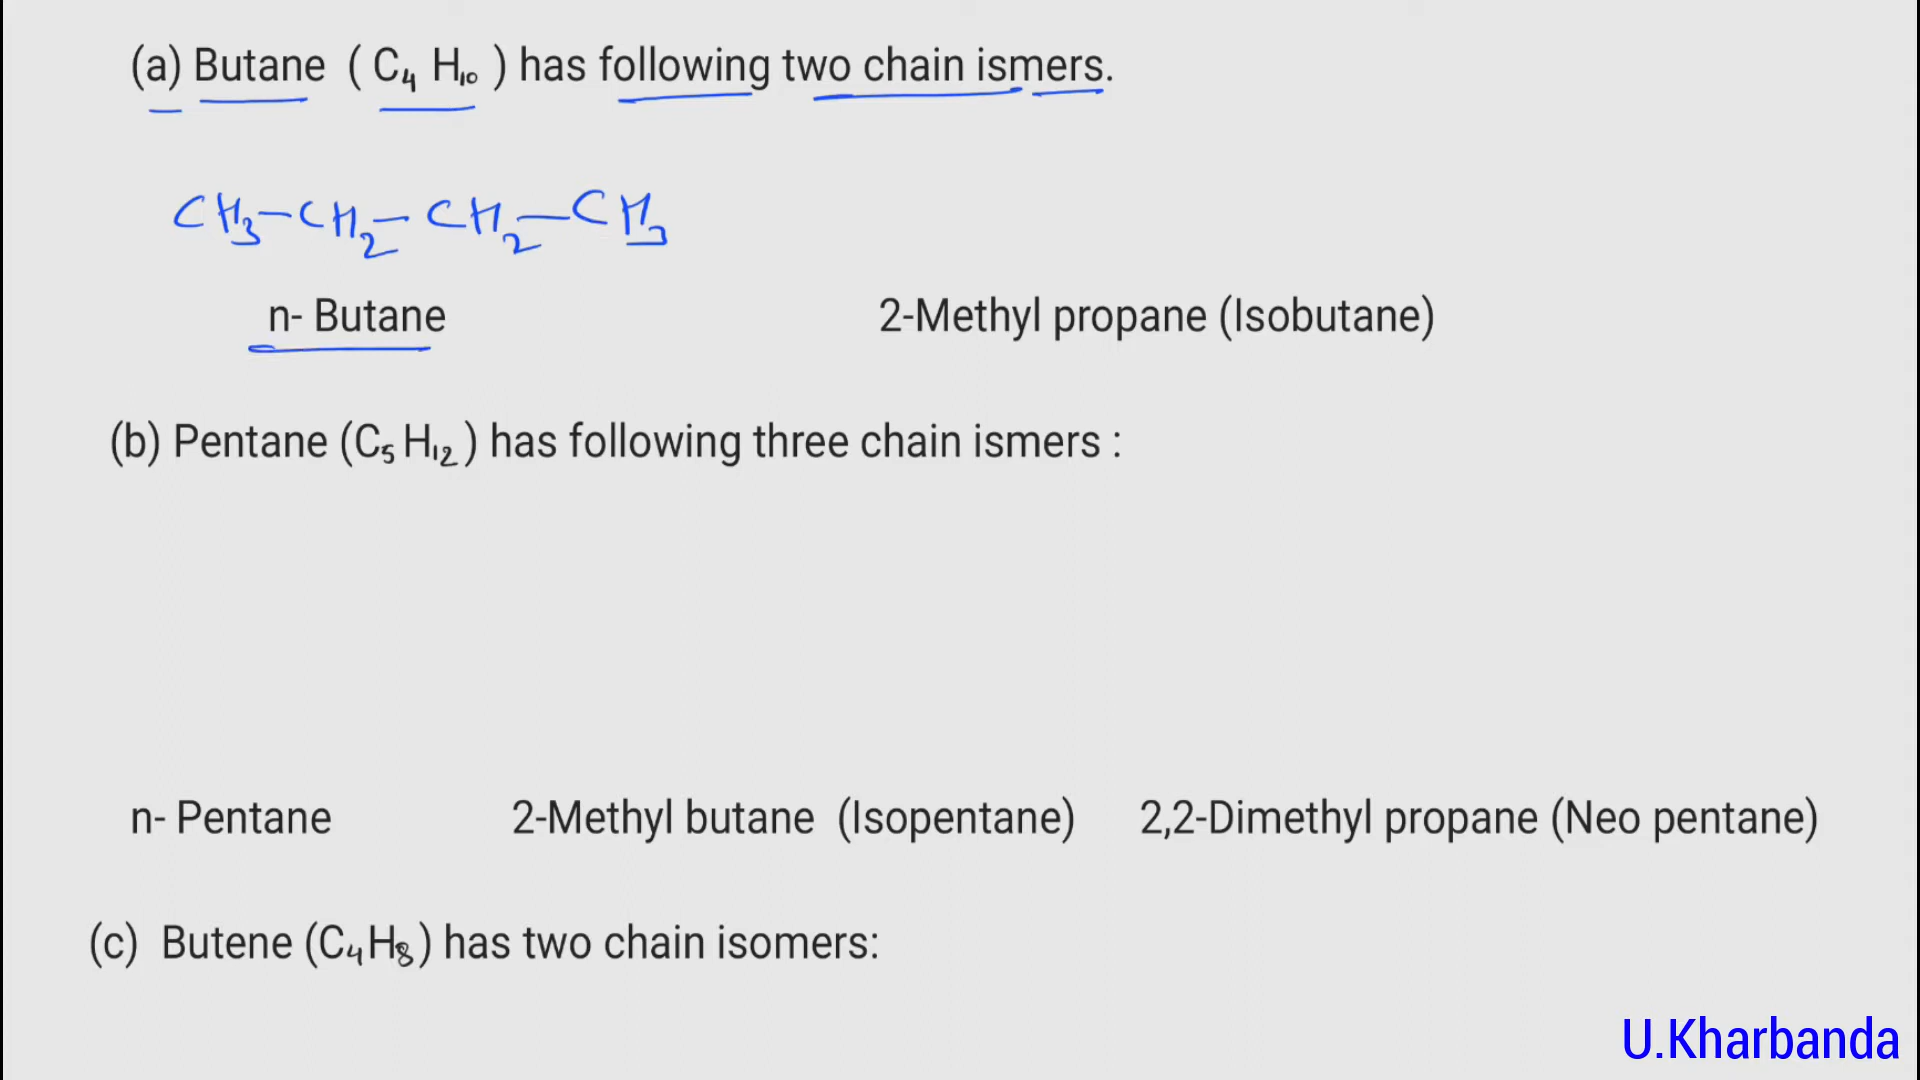 (a) Butane ( C₄ H₁₀ ) has following two chain ismers.
CH₃-CH₂-CH₂-CH₃
n- Butane 2-Methyl propane (Isobutane)
(b) Pentane (C₅ H₁₂ ) has following three chain ismers :
n- Pentane 2-Methyl butane (Isopentane) 2,2-Dimethyl propane (Neo pentane)
(c) Butene (C₄H₈ ) has two chain isomers:
U.Kharbanda